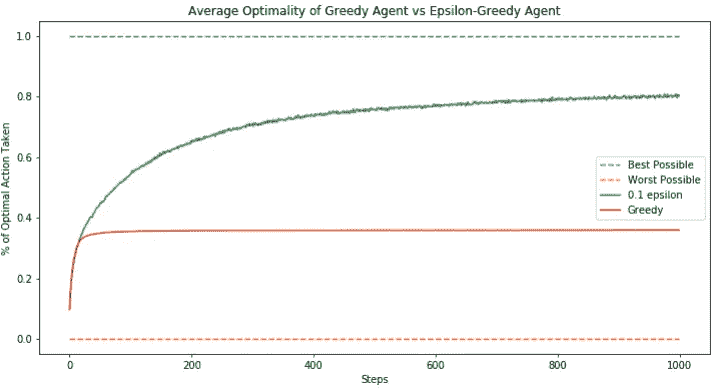 Average Optimality of Greedy Agent vs Epsilon-Greedy Agent
% of Optimal Action Taken
1.0
0.8
0.6
0.4
0.2
0.0
Best Possible
Worst Possible
0.1 epsilon
Greedy
0
200
400
600
800
1000
Steps